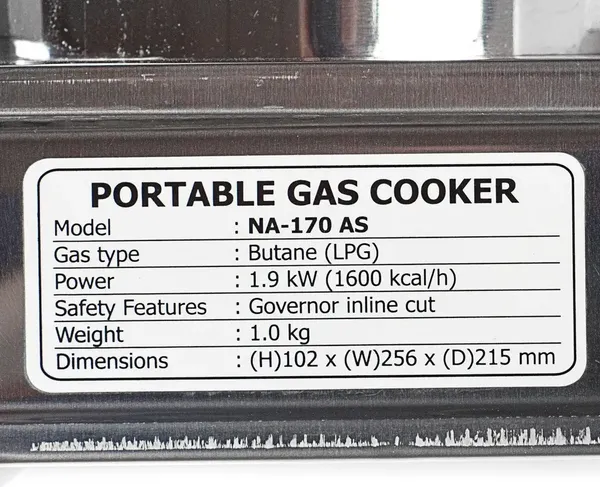 PORTABLE GAS COOKER
Model : NA-170 AS
Gas type : Butane (LPG)
Power : 1.9 kW (1600 kcal/h)
Safety Features : Governor inline cut
Weight : 1.0 kg
Dimensions : (H)102 x (W)256 x (D)215 mm